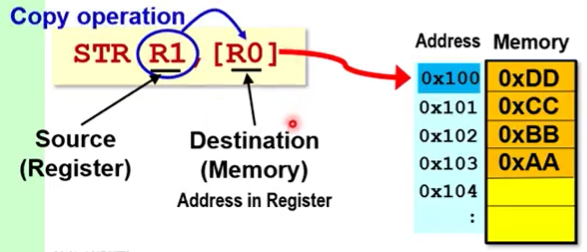 Copy operation
STR R1, [R0]
Source
(Register)
Destination
(Memory)
Address in Register
Address Memory
0x100 0xDD
0x101 0xCC
0x102 0xBB
0x103 0xAA
0x104
: